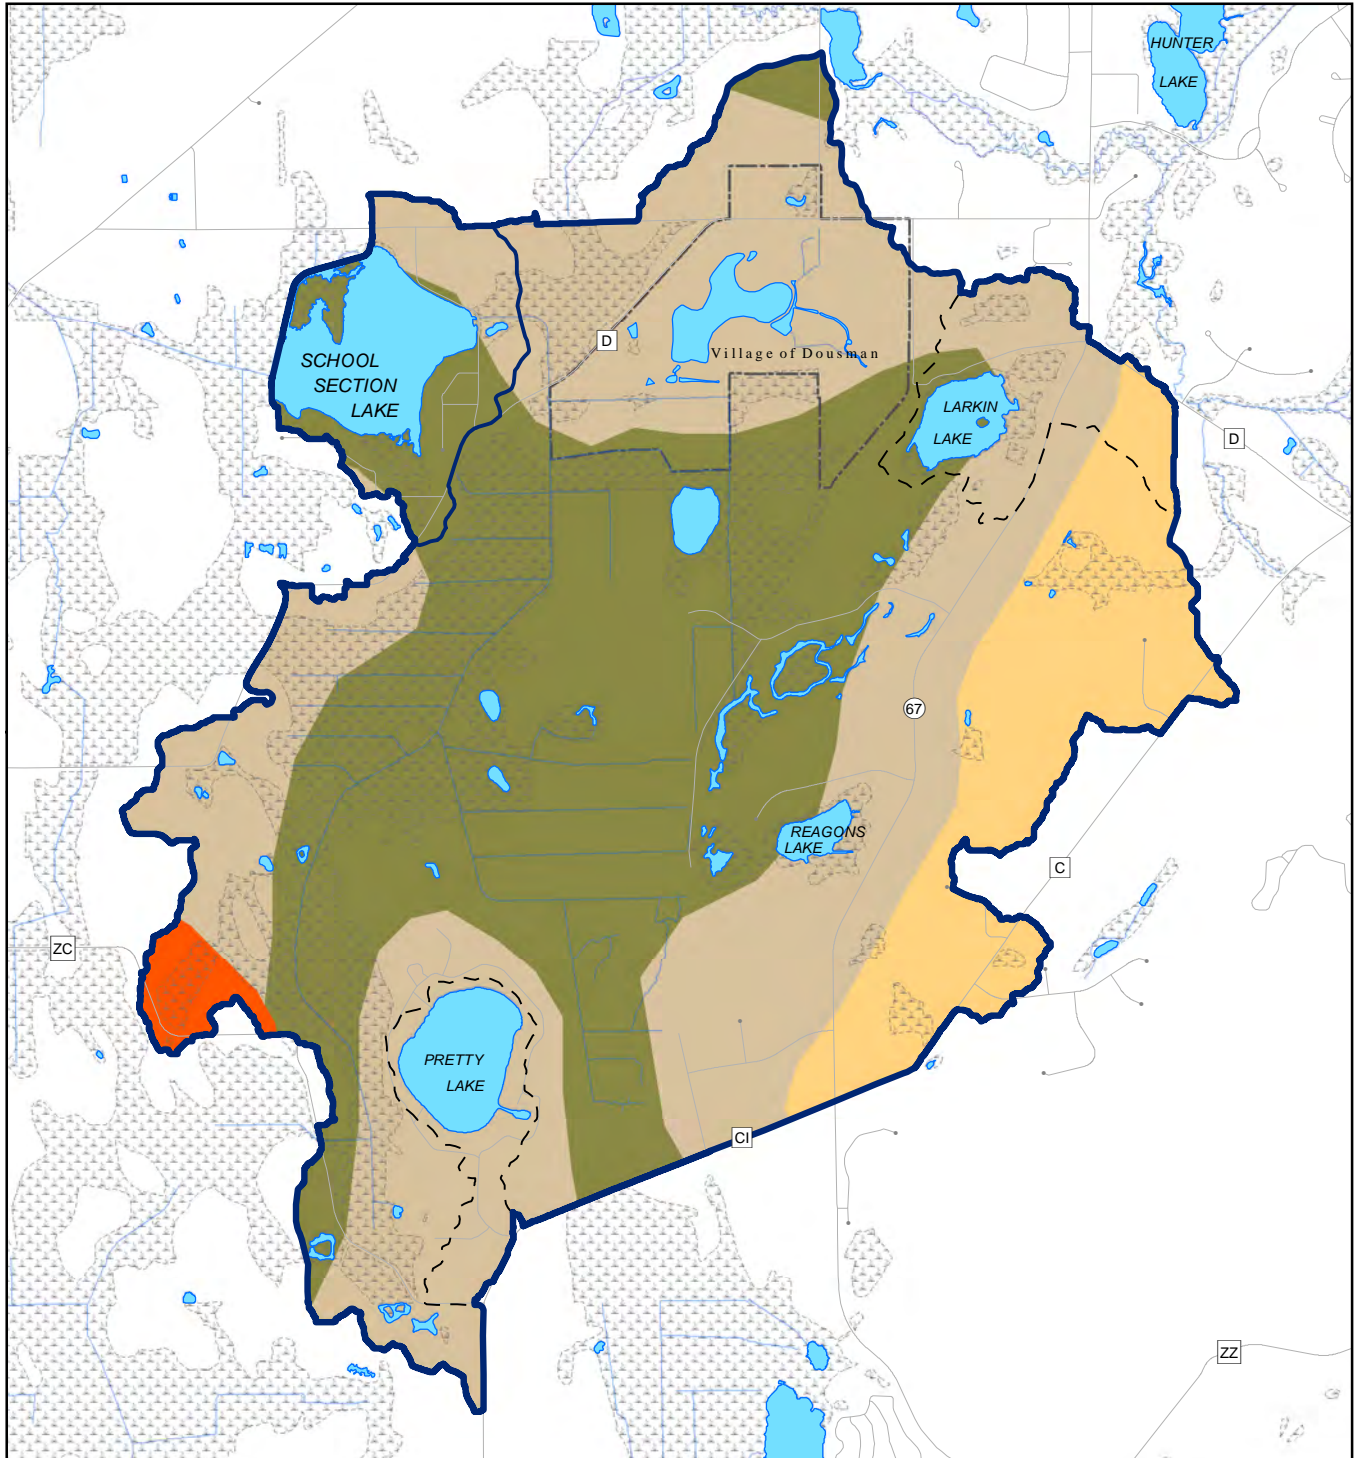 HUNTER
LAKE
D
Village of Dousman
SCHOOL
SECTION
LAKE
LARKIN
LAKE
D
67
REAGONS
LAKE
C
ZC
PRETTY
LAKE
CI
ZZ